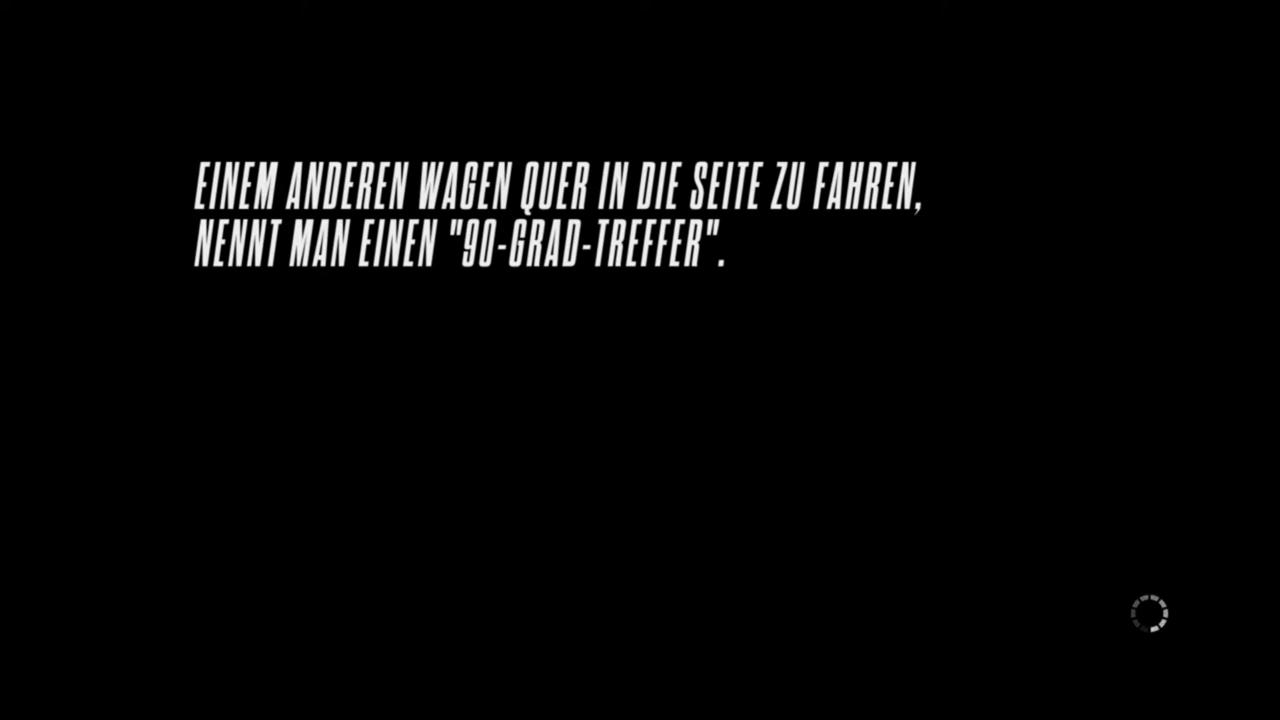 EINEM ANDEREN WAGEN QUER IN DIE SEITE ZU FAHREN,
NENNT MAN EINEN "90-GRAD-TREFFER".